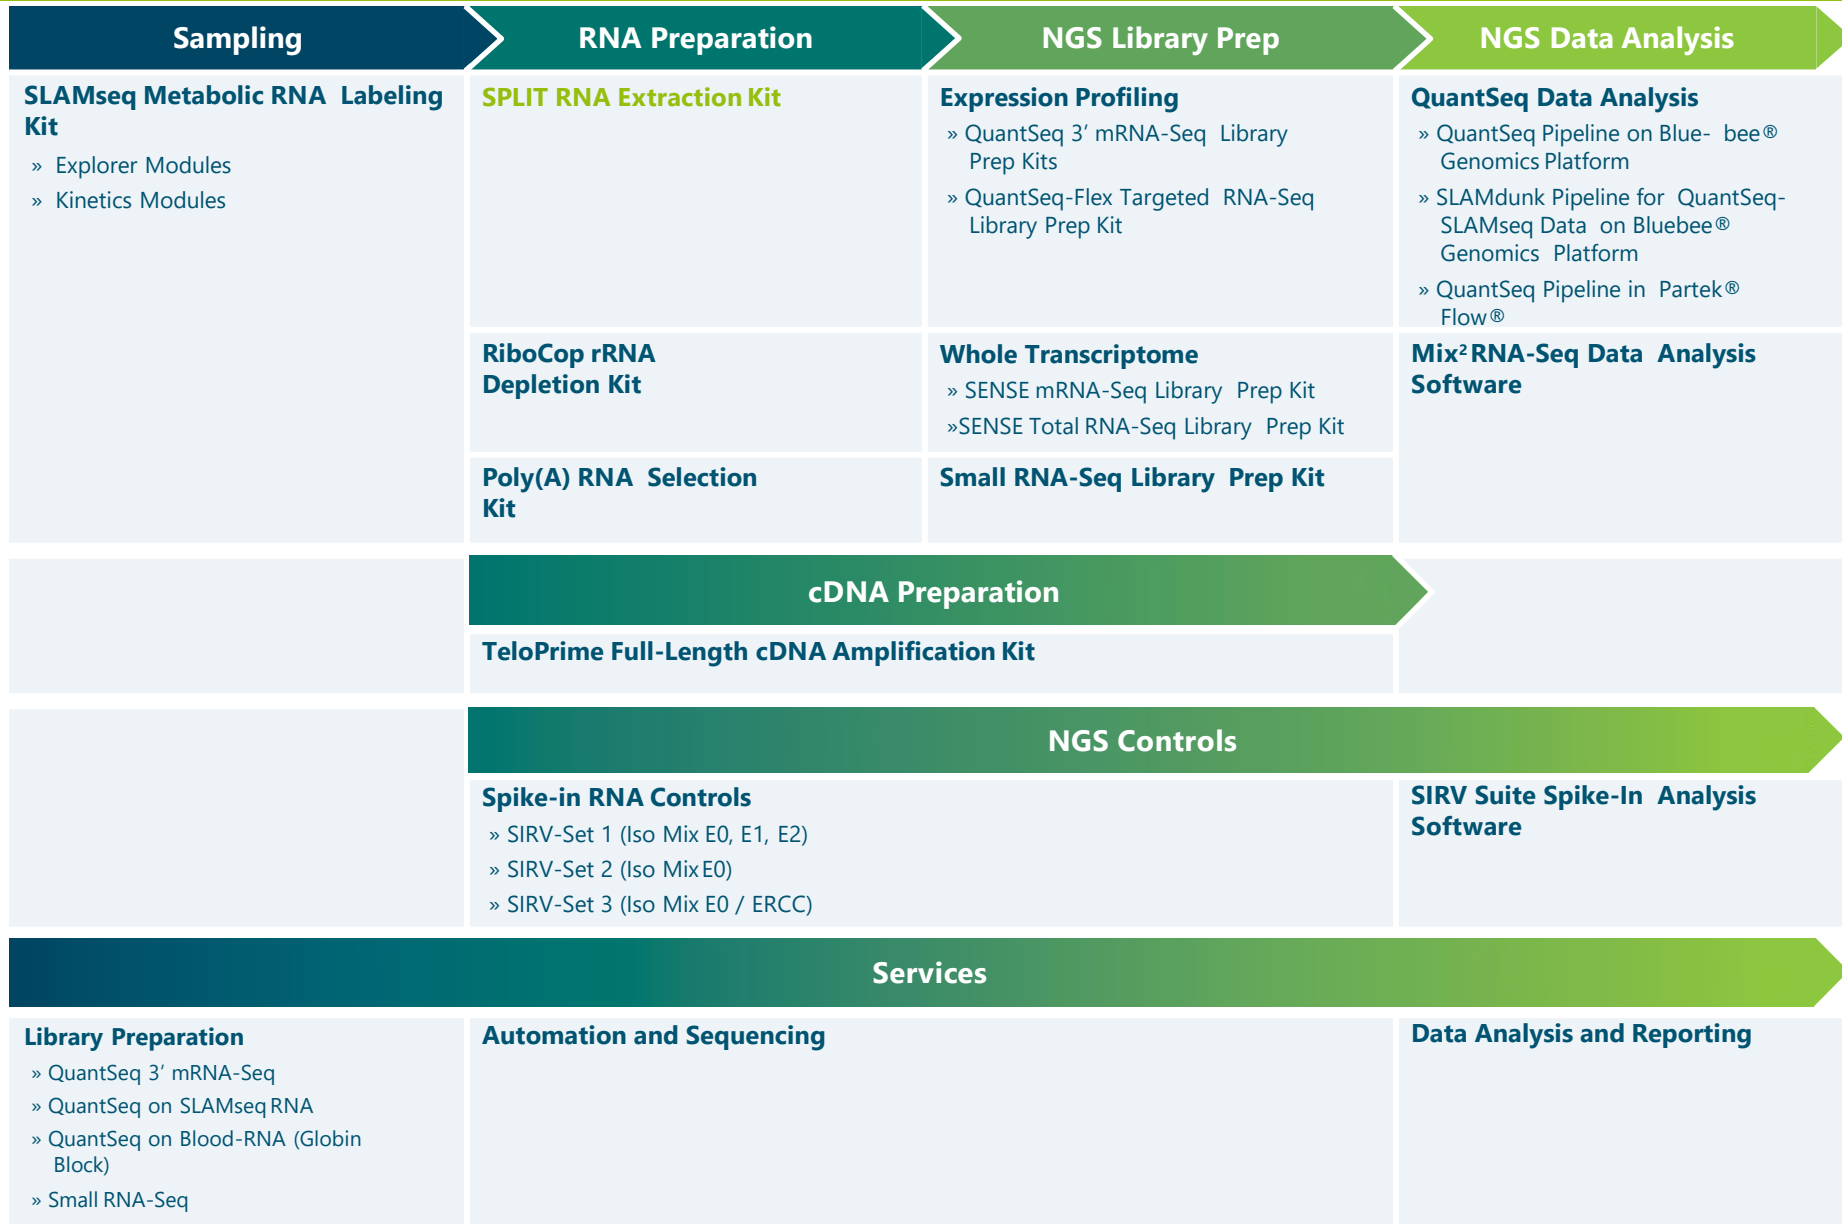 Sampling
RNA Preparation
NGS Library Prep
NGS Data Analysis
SLAMseq Metabolic RNA Labeling
Kit
» Explorer Modules
» Kinetics Modules
SPLIT RNA Extraction Kit
Expression Profiling
» QuantSeq 3’ mRNA-Seq Library
Prep Kits
» QuantSeq-Flex Targeted RNA-Seq
Library Prep Kit
QuantSeq Data Analysis
» QuantSeq Pipeline on Blue- bee®
Genomics Platform
» SLAMdunk Pipeline for QuantSeq-
SLAMseq Data on Bluebee®
Genomics Platform
» QuantSeq Pipeline in Partek®
Flow®
RiboCop rRNA
Depletion Kit
Whole Transcriptome
» SENSE mRNA-Seq Library Prep Kit
»SENSE Total RNA-Seq Library Prep Kit
Mix² RNA-Seq Data Analysis
Software
Poly(A) RNA Selection
Kit
Small RNA-Seq Library Prep Kit
cDNA Preparation
TeloPrime Full-Length cDNA Amplification Kit
NGS Controls
Spike-in RNA Controls
» SIRV-Set 1 (Iso Mix E0, E1, E2)
» SIRV-Set 2 (Iso Mix E0)
» SIRV-Set 3 (Iso Mix E0 / ERCC)
SIRV Suite Spike-In Analysis
Software
Services
Library Preparation
» QuantSeq 3’ mRNA-Seq
» QuantSeq on SLAMseq RNA
» QuantSeq on Blood-RNA (Globin
Block)
» Small RNA-Seq
Automation and Sequencing
Data Analysis and Reporting